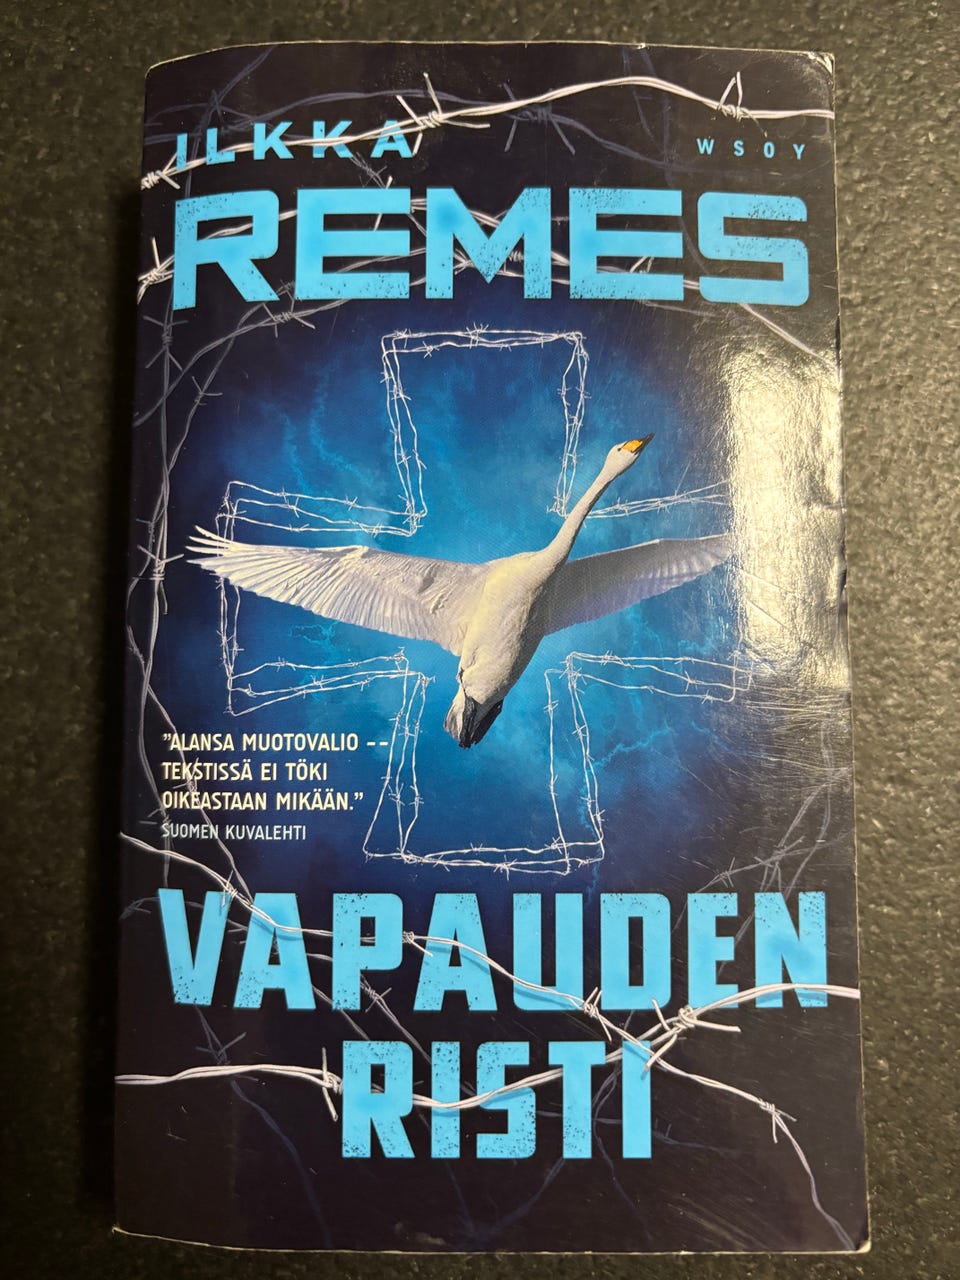 ILKKA
WSOY
REMES
"ALANSA MUOTOVALIO --
TEKSTISSÄ EI TÖKI
OIKEASTAAN MIKÄÄN."
SUOMEN KUVALEHTI
VAPAUDEN
RISTI